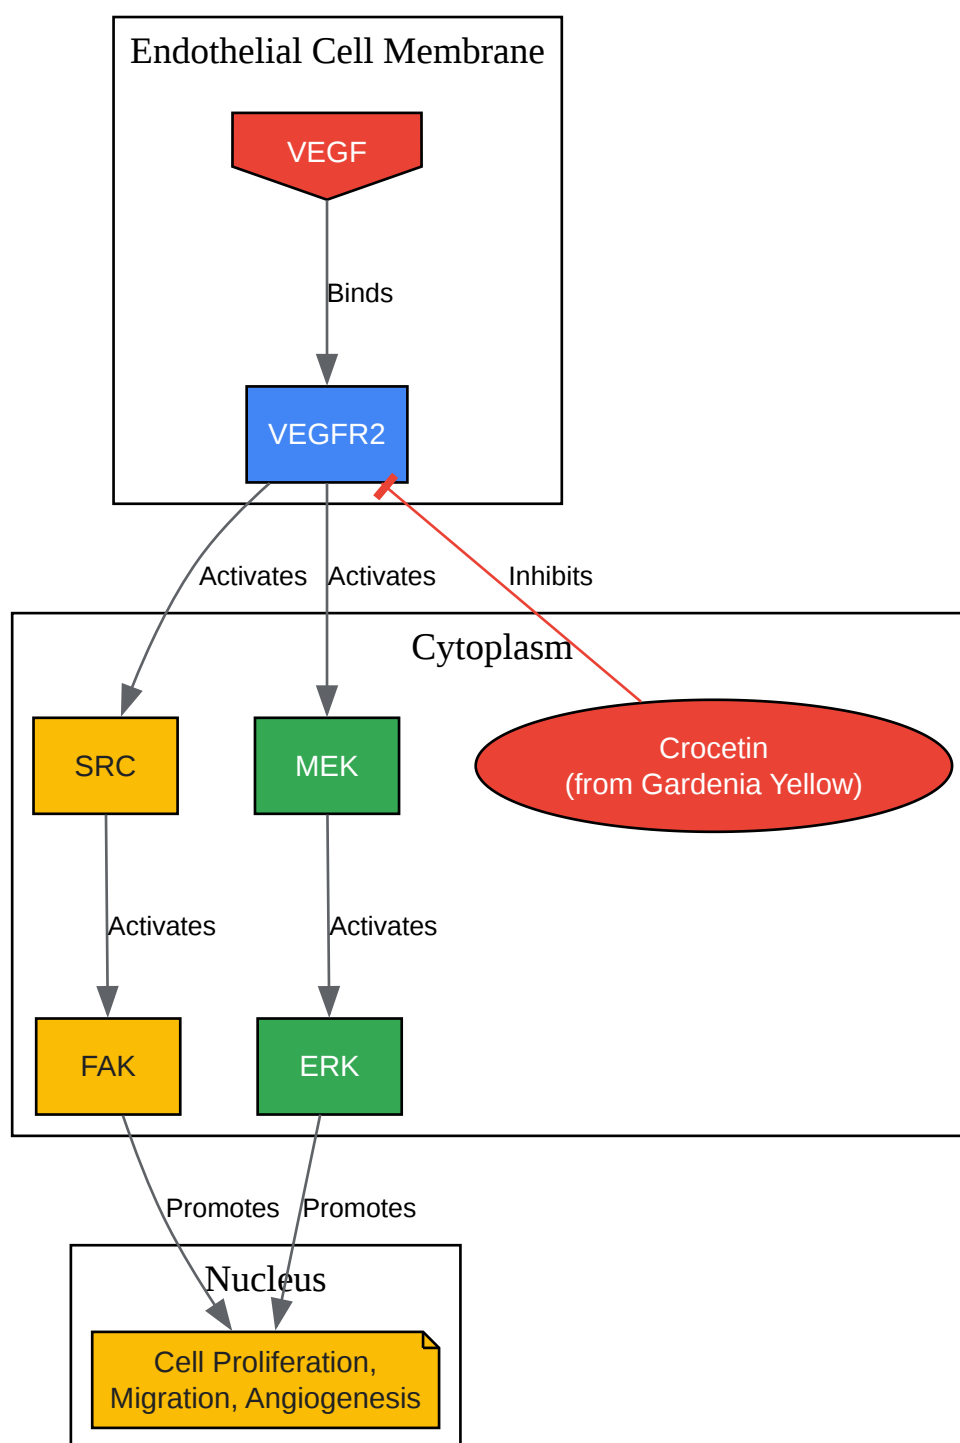 Endothelial Cell Membrane
VEGF
Binds
VEGFR2
Activates
Activates
Inhibits
Cytoplasm
SRC
MEK
Crocetin
(from Gardenia Yellow)
Activates
Activates
FAK
ERK
Promotes
Promotes
Nucleus
Cell Proliferation,
Migration, Angiogenesis